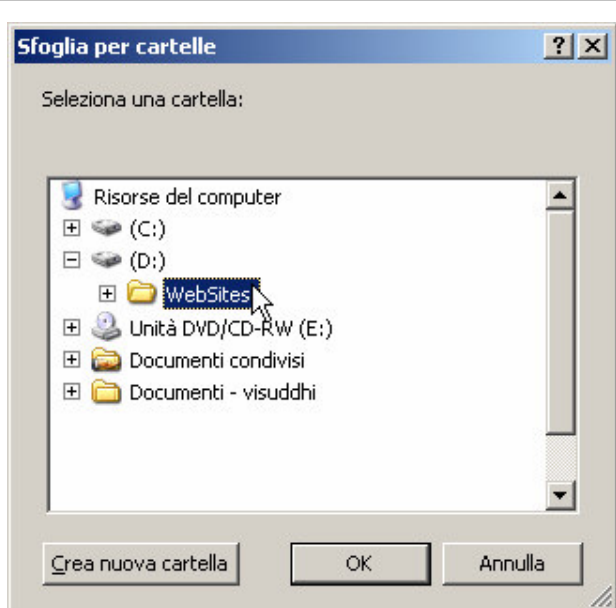 Sfoglia per cartelle
Seleziona una cartella:
Risorse del computer
(C:)
(D:)
WebSites
Unità DVD/CD-RW (E:)
Documenti condivisi
Documenti - visuddhi
Crea nuova cartella OK Annulla